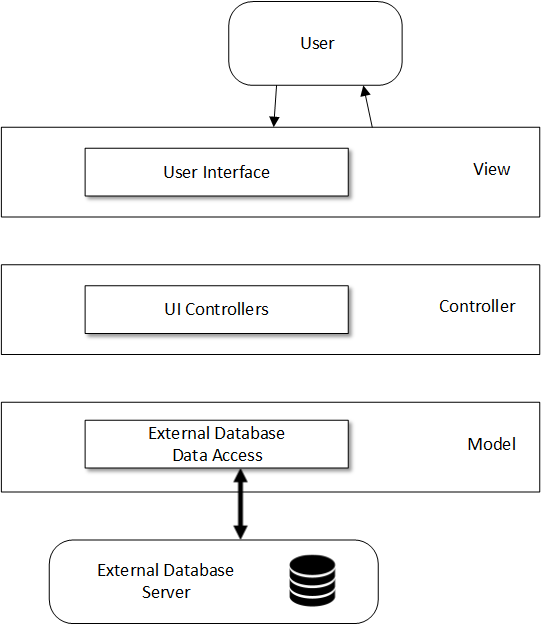 User
User Interface
View
UI Controllers
Controller
External Database
Data Access
Model
External Database
Server